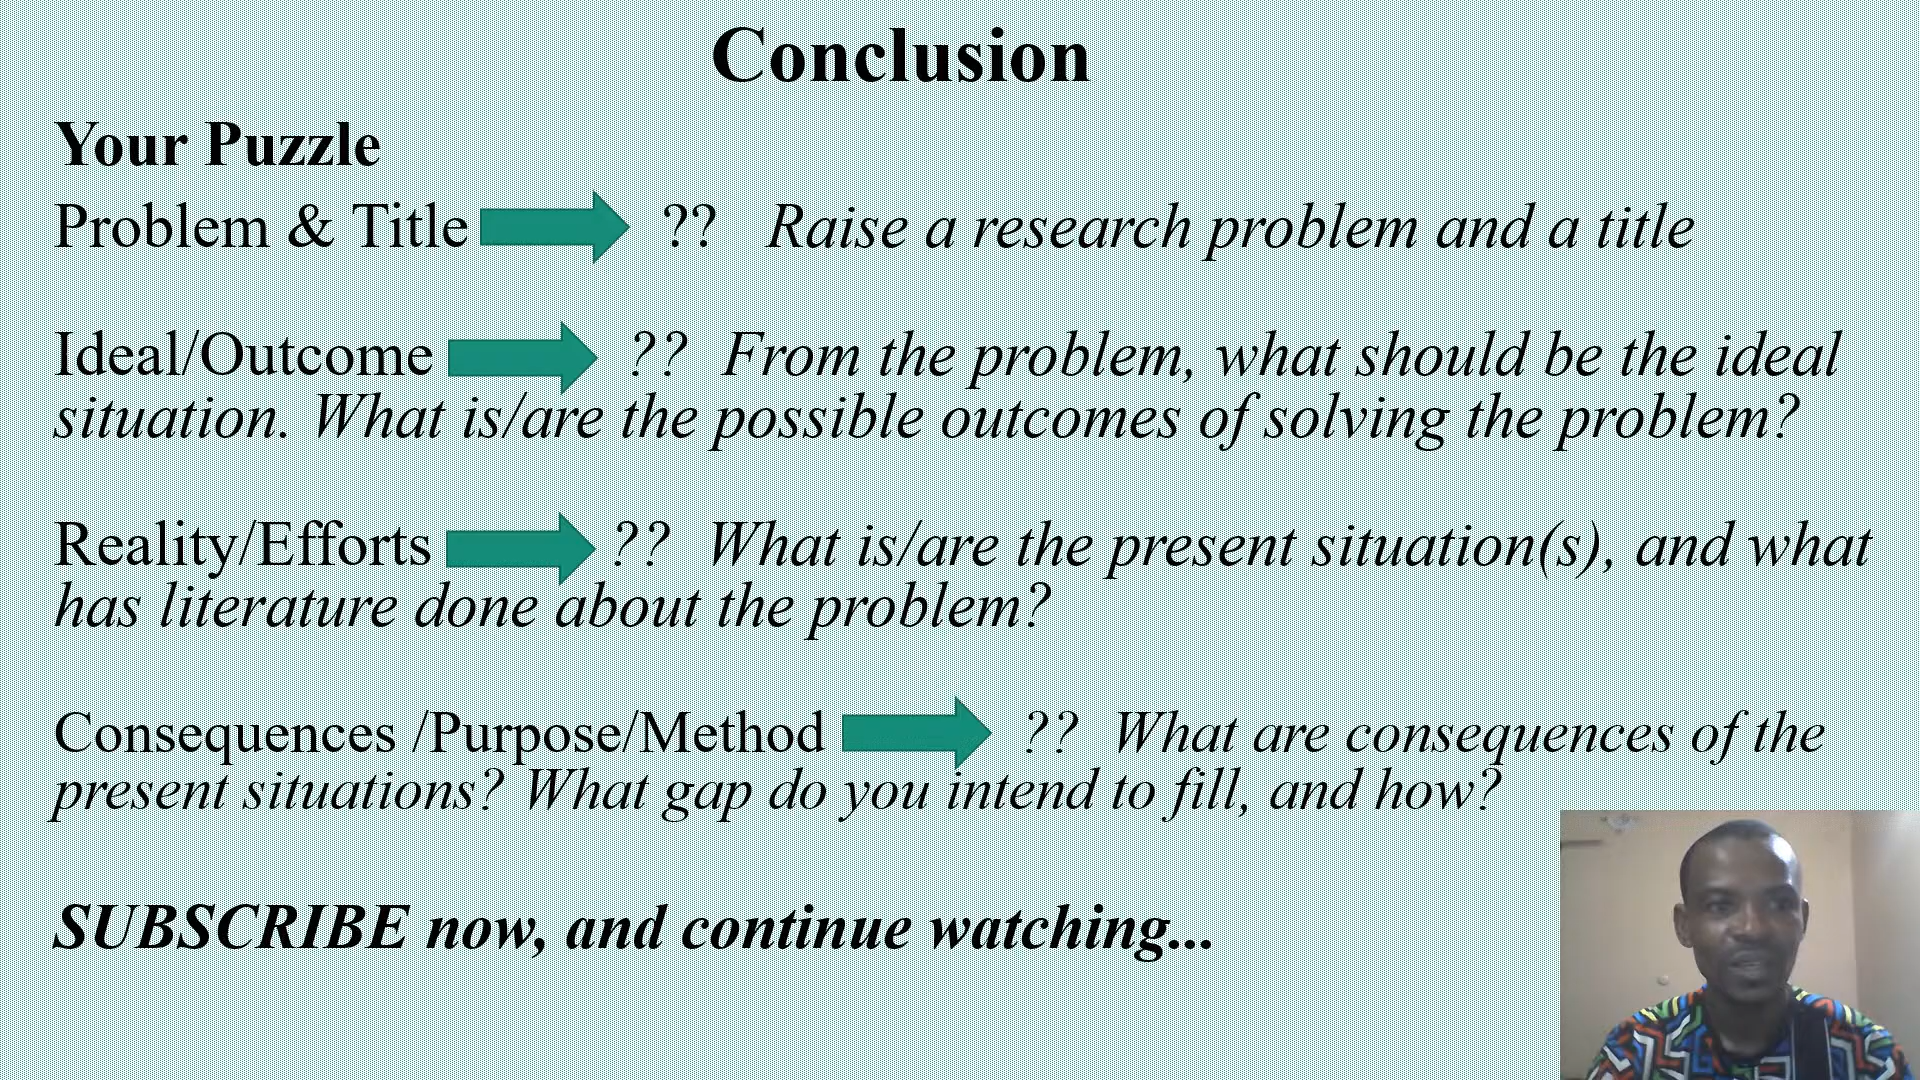 Conclusion
Your Puzzle
Problem & Title ?? Raise a research problem and a title
Ideal/Outcome ?? From the problem, what should be the ideal
situation. What is/are the possible outcomes of solving the problem?
Reality/Efforts ?? What is/are the present situation(s), and what
has literature done about the problem?
Consequences /Purpose/Method ?? What are consequences of the
present situations? What gap do you intend to fill, and how?
SUBSCRIBE now, and continue watching...